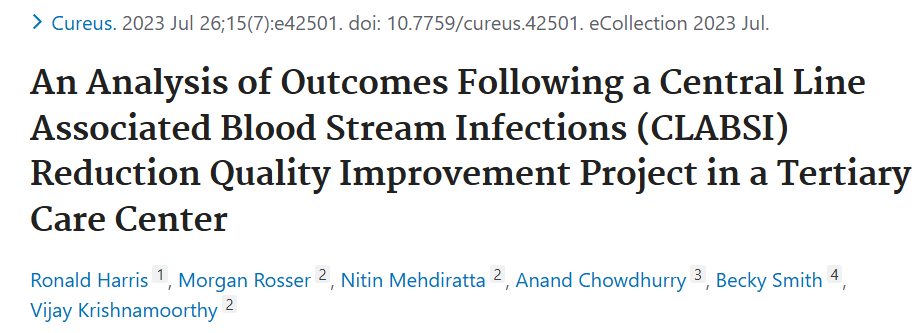 > Cureus. 2023 Jul 26;15(7):e42501. doi: 10.7759/cureus.42501. eCollection 2023 Jul.
An Analysis of Outcomes Following a Central Line
Associated Blood Stream Infections (CLABSI)
Reduction Quality Improvement Project in a Tertiary
Care Center
Ronald Harris 1, Morgan Rosser 2, Nitin Mehdiratta 2, Anand Chowdhurry 3, Becky Smith 4,
Vijay Krishnamoorthy 2